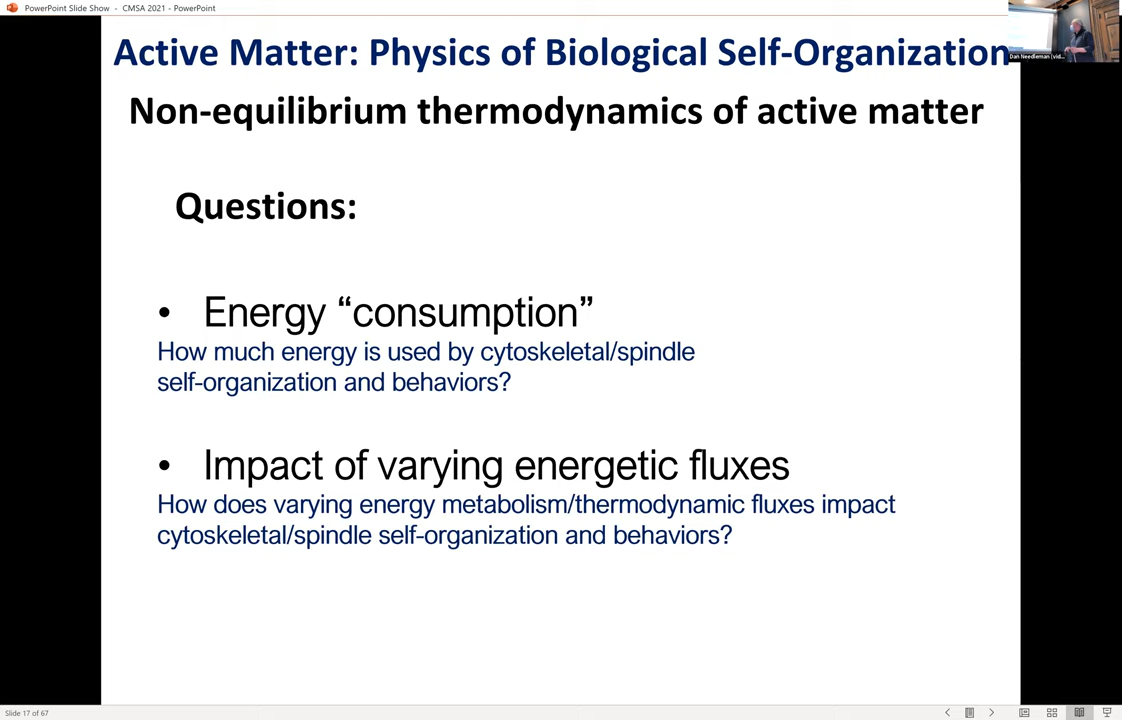 PowerPoint Slide Show - CMSA 2021 - PowerPoint
Active Matter: Physics of Biological Self-Organization
Dan Needleman (vid...
Non-equilibrium thermodynamics of active matter
Questions:
• Energy “consumption”
How much energy is used by cytoskeletal/spindle
self-organization and behaviors?
• Impact of varying energetic fluxes
How does varying energy metabolism/thermodynamic fluxes impact
cytoskeletal/spindle self-organization and behaviors?
Slide 17 of 67